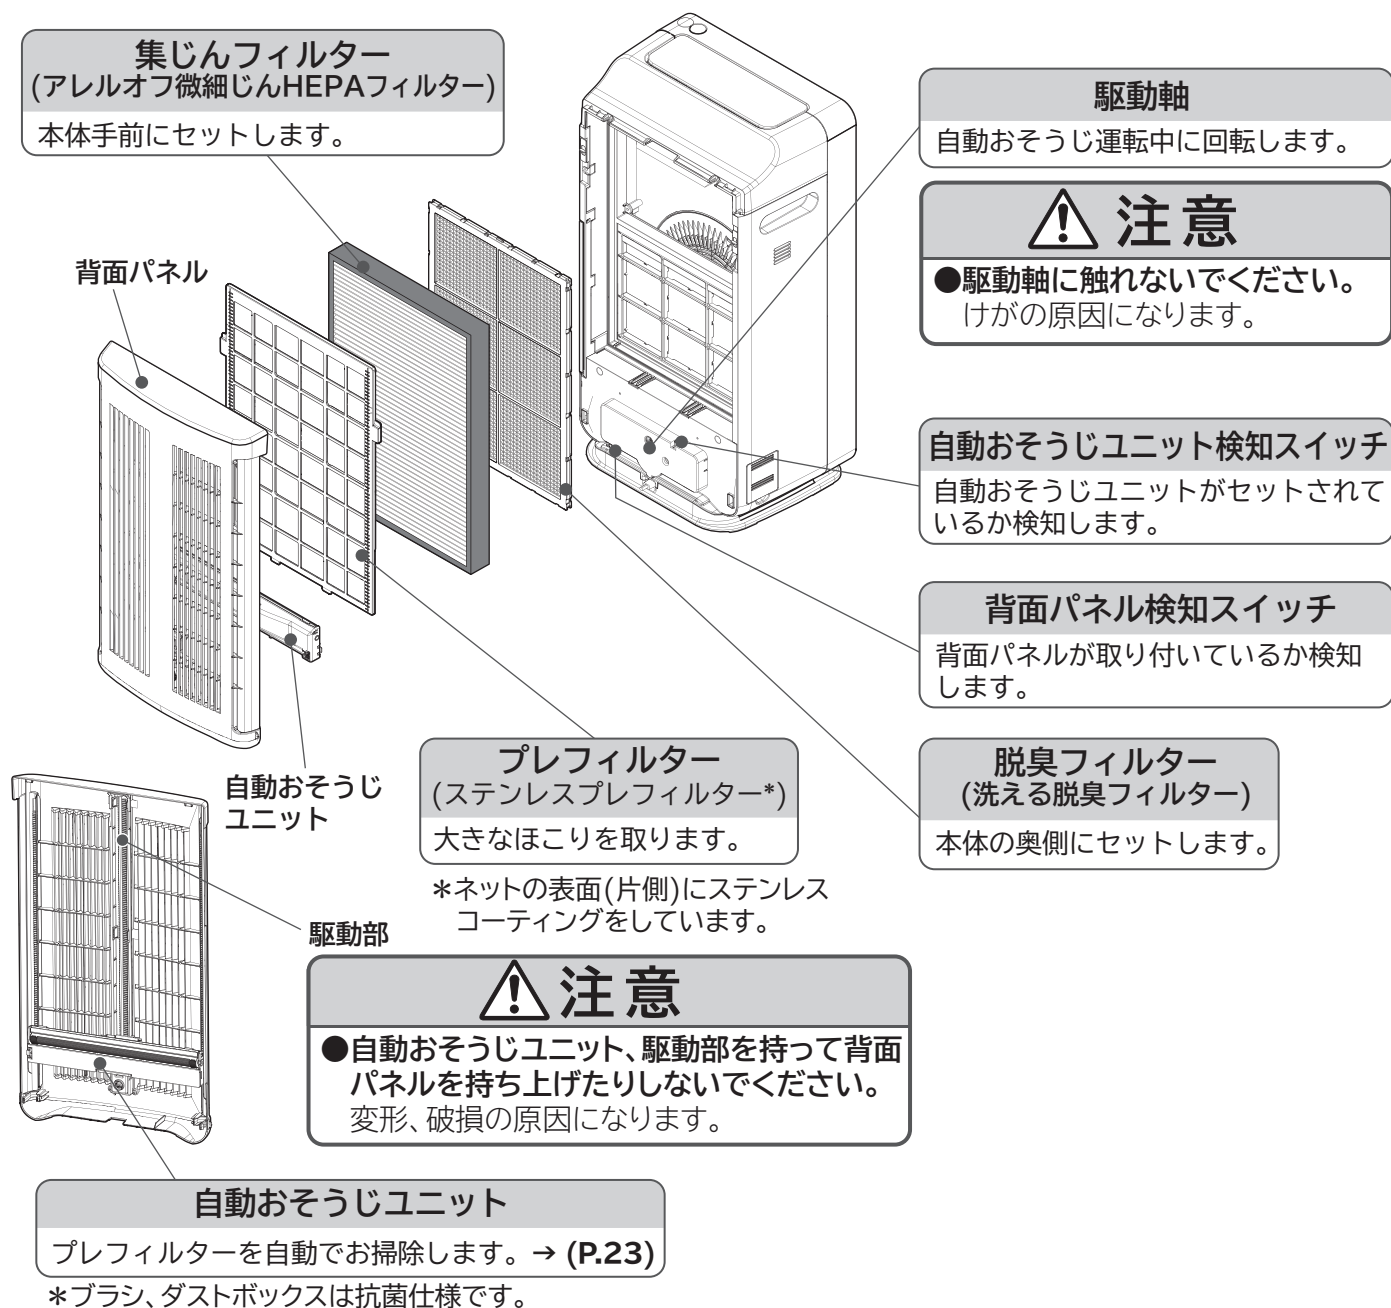 集じんフィルター
(アレルオフ微細じんHEPAフィルター)
本体手前にセットします。
駆動軸
自動おそうじ運転中に回転します。
注意
●駆動軸に触れないでください。
けがの原因になります。
背面パネル
自動おそうじユニット検知スイッチ
自動おそうじユニットがセットされて
いるか検知します。
背面パネル検知スイッチ
背面パネルが取り付いているか検知
します。
自動おそうじ
ユニット
プレフィルター
(ステンレスプレフィルター*)
大きなほこりを取ります。
*ネットの表面(片側)にステンレス
コーティングをしています。
脱臭フィルター
(洗える脱臭フィルター)
本体の奥側にセットします。
駆動部
注意
●自動おそうじユニット、駆動部を持って背面
パネルを持ち上げたりしないでください。
変形、破損の原因になります。
自動おそうじユニット
プレフィルターを自動でお掃除します。→ (P.23)
*ブラシ、ダストボックスは抗菌仕様です。